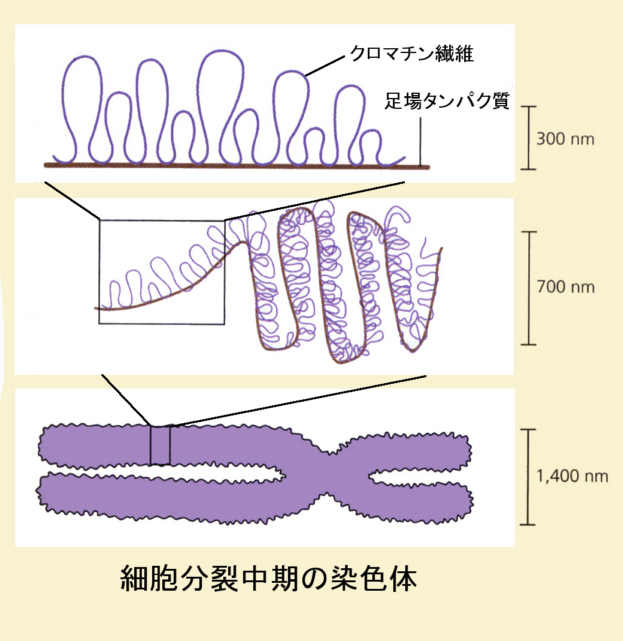 クロマチン繊維
足場タンパク質
300 nm
700 nm
1,400 nm
細胞分裂中期の染色体